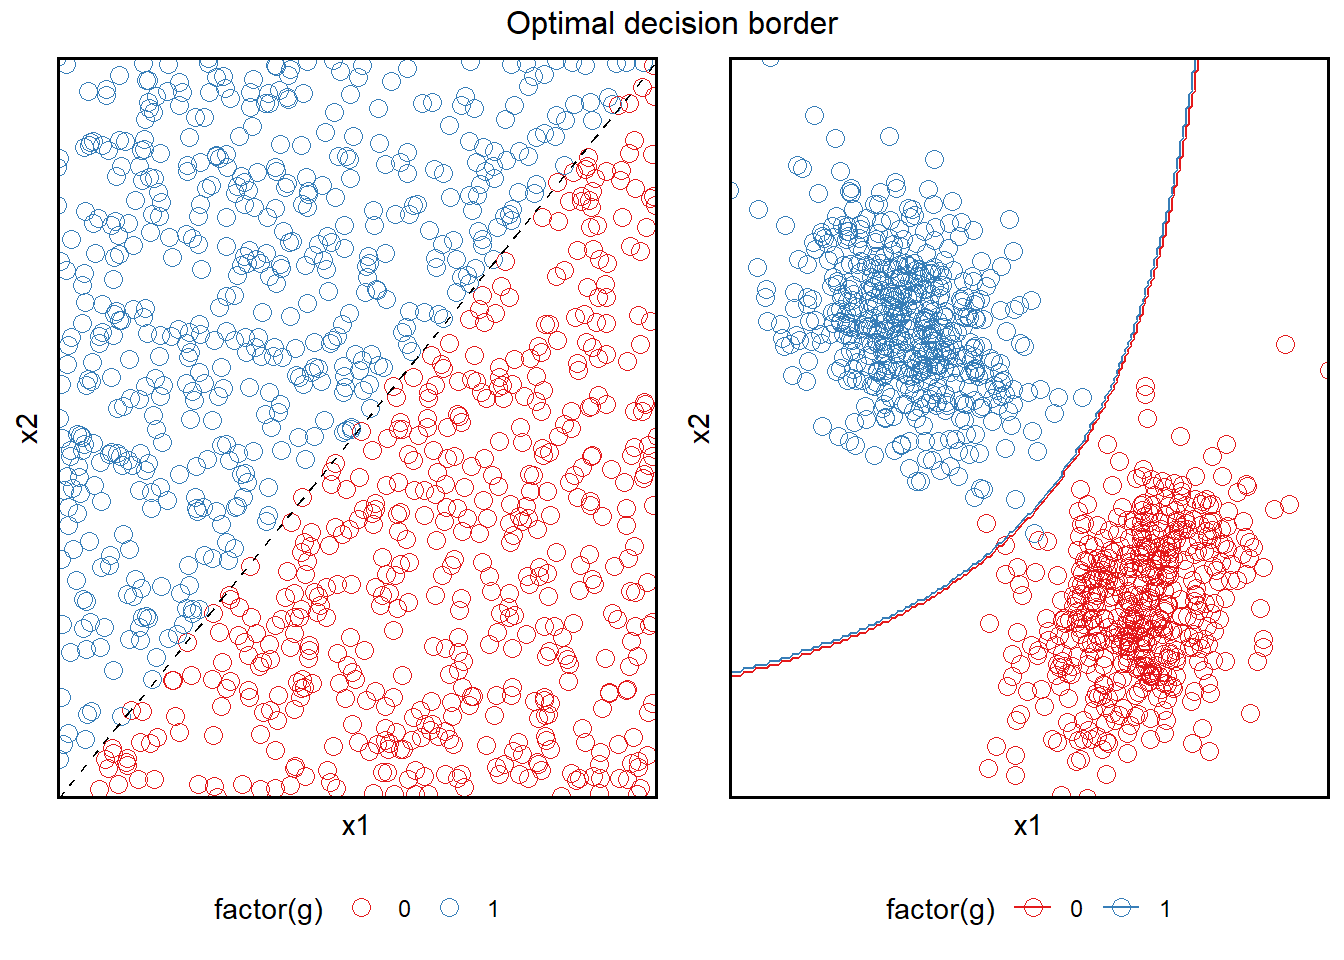 Optimal decision border
x2
x1
factor(g) 0 1
x2
x1
factor(g) 0 1